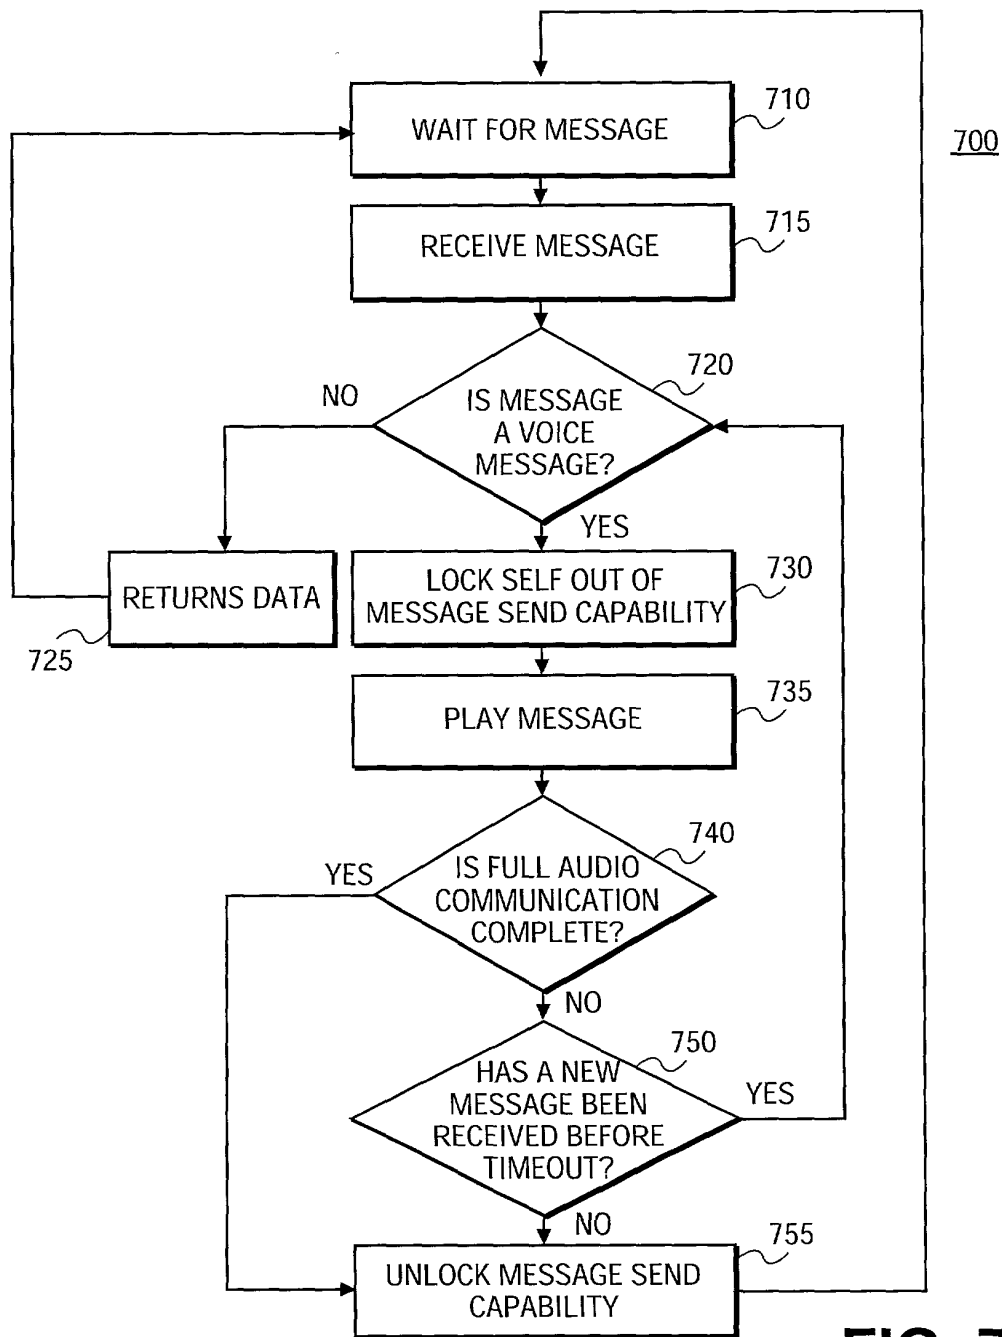 710
WAIT FOR MESSAGE
700
715
RECEIVE MESSAGE
720
NO
IS MESSAGE
A VOICE
MESSAGE?
YES
730
LOCK SELF OUT OF
MESSAGE SEND CAPABILITY
RETURNS DATA
725
735
PLAY MESSAGE
740
YES
IS FULL AUDIO
COMMUNICATION
COMPLETE?
NO
750
HAS A NEW
MESSAGE BEEN
RECEIVED BEFORE
TIMEOUT?
YES
NO
755
UNLOCK MESSAGE SEND
CAPABILITY